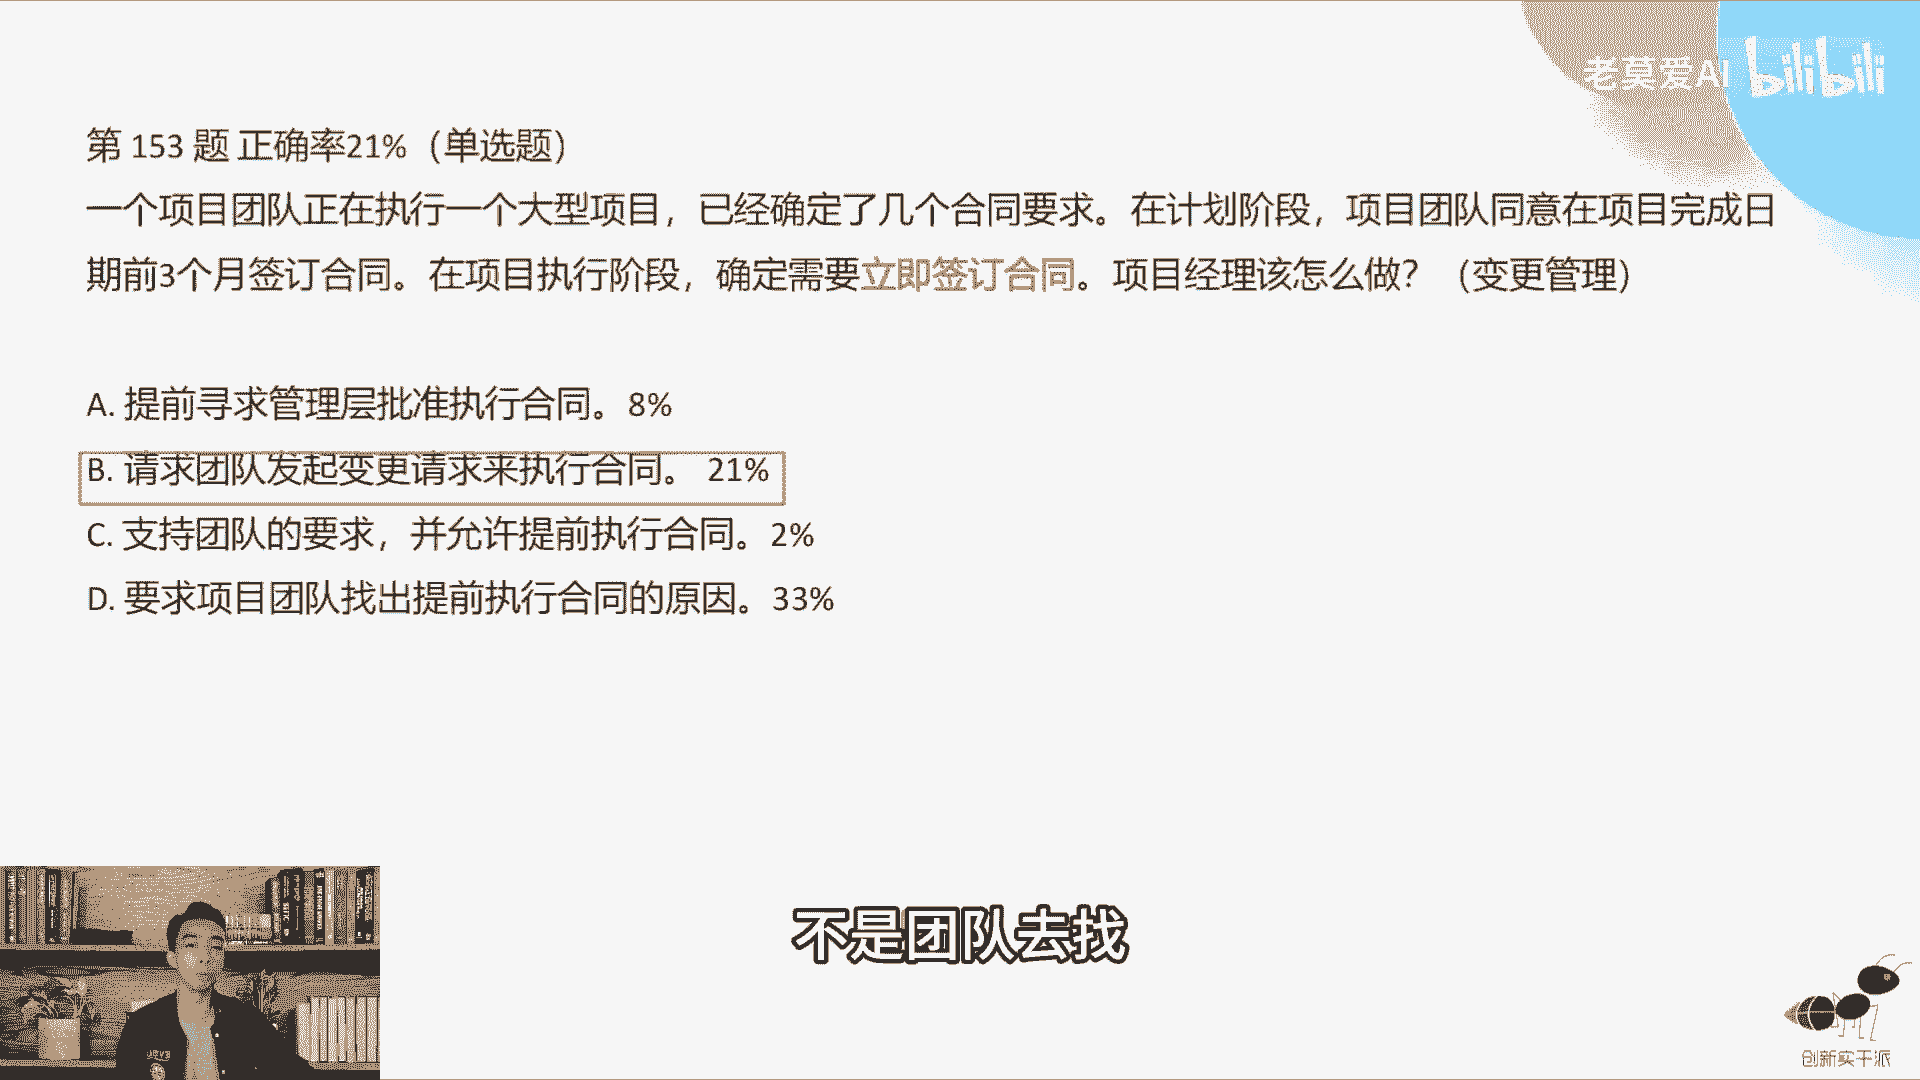 老莫爱AI bilibili
第 153 题 正确率21%（单选题）
一个项目团队正在执行一个大型项目，已经确定了几个合同要求。在计划阶段，项目团队同意在项目完成日
期前3个月签订合同。在项目执行阶段，确定需要立即签订合同。项目经理该怎么做？（变更管理）
A. 提前寻求管理层批准执行合同。8%
B. 请求团队发起变更请求来执行合同。 21%
C. 支持团队的要求，并允许提前执行合同。2%
D. 要求项目团队找出提前执行合同的原因。33%
不是团队去找
创新实干派